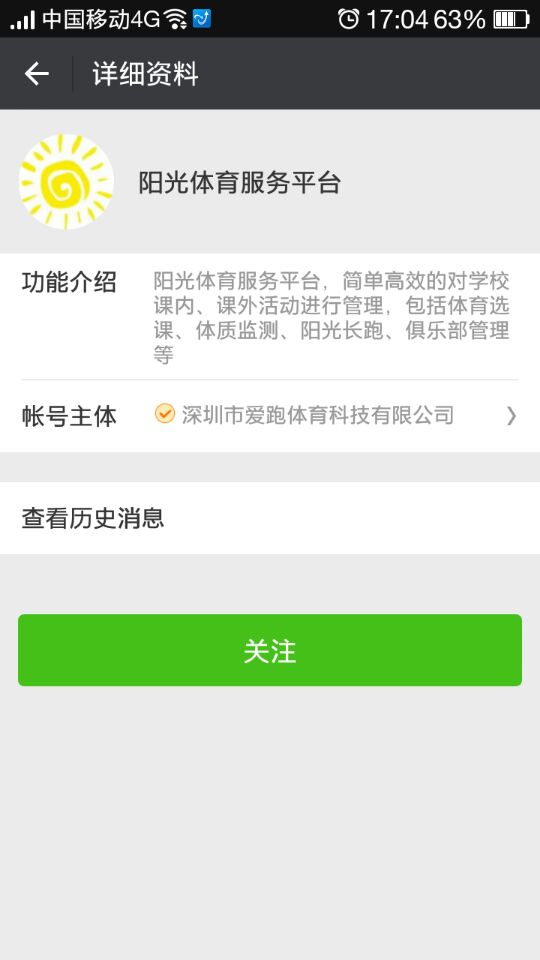 中国移动4G 17:04 63%
详细资料
阳光体育服务平台
功能介绍 阳光体育服务平台，简单高效的对学校
课内、课外活动进行管理，包括体育选
课、体质监测、阳光长跑、俱乐部管理
等
帐号主体 深圳市爱跑体育科技有限公司
查看历史消息
关注